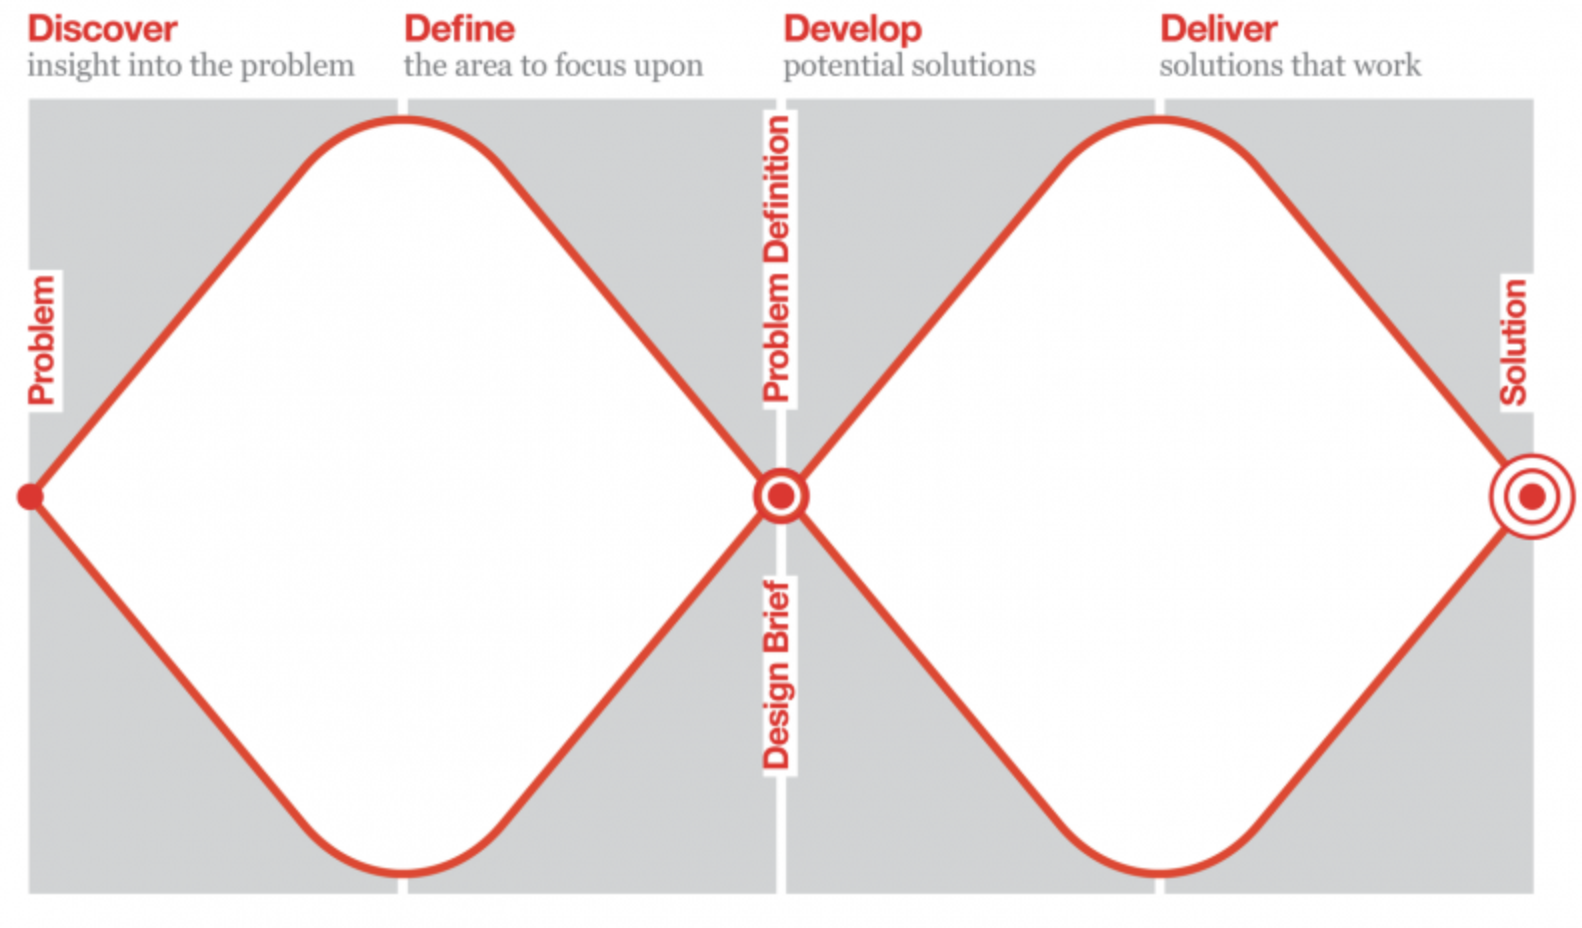 Discover
insight into the problem
Define
the area to focus upon
Develop
potential solutions
Deliver
solutions that work
Problem
Problem Definition
Design Brief
Solution